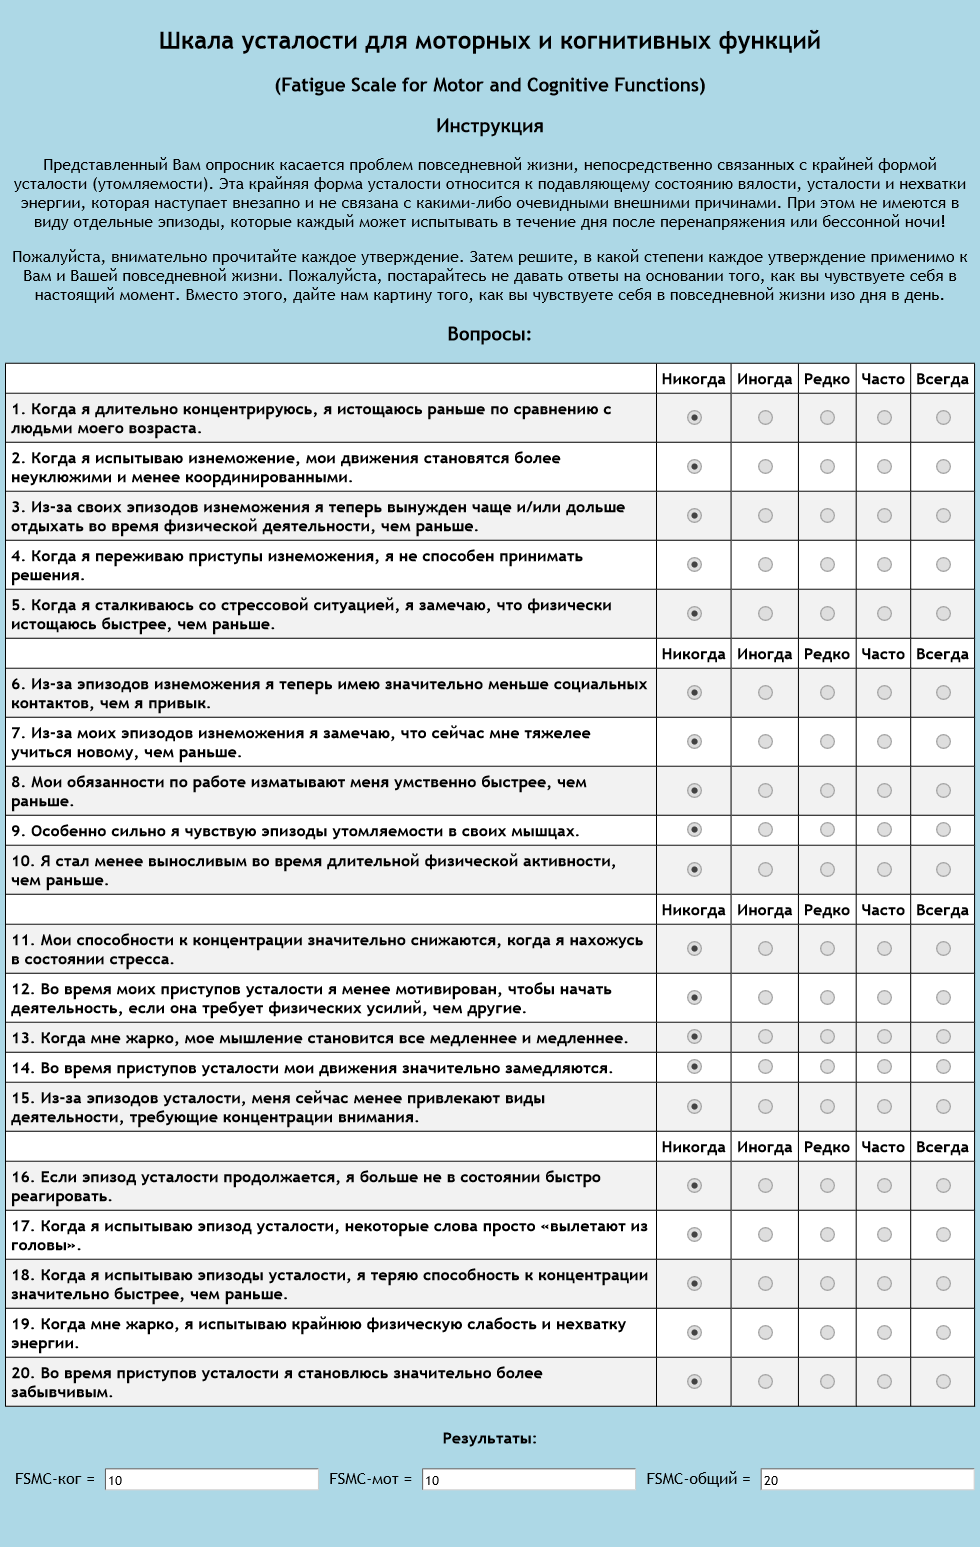 Шкала усталости для моторных и когнитивных функций
(Fatigue Scale for Motor and Cognitive Functions)
Инструкция
Представленный Вам опросник касается проблем повседневной жизни, непосредственно связанных с крайней формой
усталости (утомляемости). Эта крайняя форма усталости относится к подавляющему состоянию вялости, усталости и нехватки
энергии, которая наступает внезапно и не связана с какими-либо очевидными внешними причинами. При этом не имеются в
виду отдельные эпизоды, которые каждый может испытывать в течение дня после перенапряжения или бессонной ночи!
Пожалуйста, внимательно прочитайте каждое утверждение. Затем решите, в какой степени каждое утверждение применимо к
Вам и Вашей повседневной жизни. Пожалуйста, постарайтесь не давать ответы на основании того, как вы чувствуете себя в
настоящий момент. Вместо этого, дайте нам картину того, как вы чувствуете себя в повседневной жизни изо дня в день.
Вопросы:
Никогда Иногда Редко Часто Всегда
1. Когда я длительно концентрируюсь, я истощаюсь раньше по сравнению с
людьми моего возраста.
2. Когда я испытываю изнеможение, мои движения становятся более
неуклюжими и менее координированными.
3. Из-за своих эпизодов изнеможения я теперь вынужден чаще и/или дольше
отдыхать во время физической деятельности, чем раньше.
4. Когда я переживаю приступы изнеможения, я не способен принимать
решения.
5. Когда я сталкиваюсь со стрессовой ситуацией, я замечаю, что физически
истощаюсь быстрее, чем раньше.
Никогда Иногда Редко Часто Всегда
6. Из-за эпизодов изнеможения я теперь имею значительно меньше социальных
контактов, чем я привык.
7. Из-за моих эпизодов изнеможения я замечаю, что сейчас мне тяжелее
учиться новому, чем раньше.
8. Мои обязанности по работе изматывают меня умственно быстрее, чем
раньше.
9. Особенно сильно я чувствую эпизоды утомляемости в своих мышцах.
10. Я стал менее выносливым во время длительной физической активности,
чем раньше.
Никогда Иногда Редко Часто Всегда
11. Мои способности к концентрации значительно снижаются, когда я нахожусь
в состоянии стресса.
12. Во время моих приступов усталости я менее мотивирован, чтобы начать
деятельность, если она требует физических усилий, чем другие.
13. Когда мне жарко, мое мышление становится все медленнее и медленнее.
14. Во время приступов усталости мои движения значительно замедляются.
15. Из-за эпизодов усталости, меня сейчас менее привлекают виды
деятельности, требующие концентрации внимания.
Никогда Иногда Редко Часто Всегда
16. Если эпизод усталости продолжается, я больше не в состоянии быстро
реагировать.
17. Когда я испытываю эпизод усталости, некоторые слова просто «вылетают из
головы».
18. Когда я испытываю эпизоды усталости, я теряю способность к концентрации
значительно быстрее, чем раньше.
19. Когда мне жарко, я испытываю крайнюю физическую слабость и нехватку
энергии.
20. Во время приступов усталости я становлюсь значительно более
забывчивым.
Результаты:
FSMC-ког = 10 FSMC-мот = 10 FSMC-общий = 20